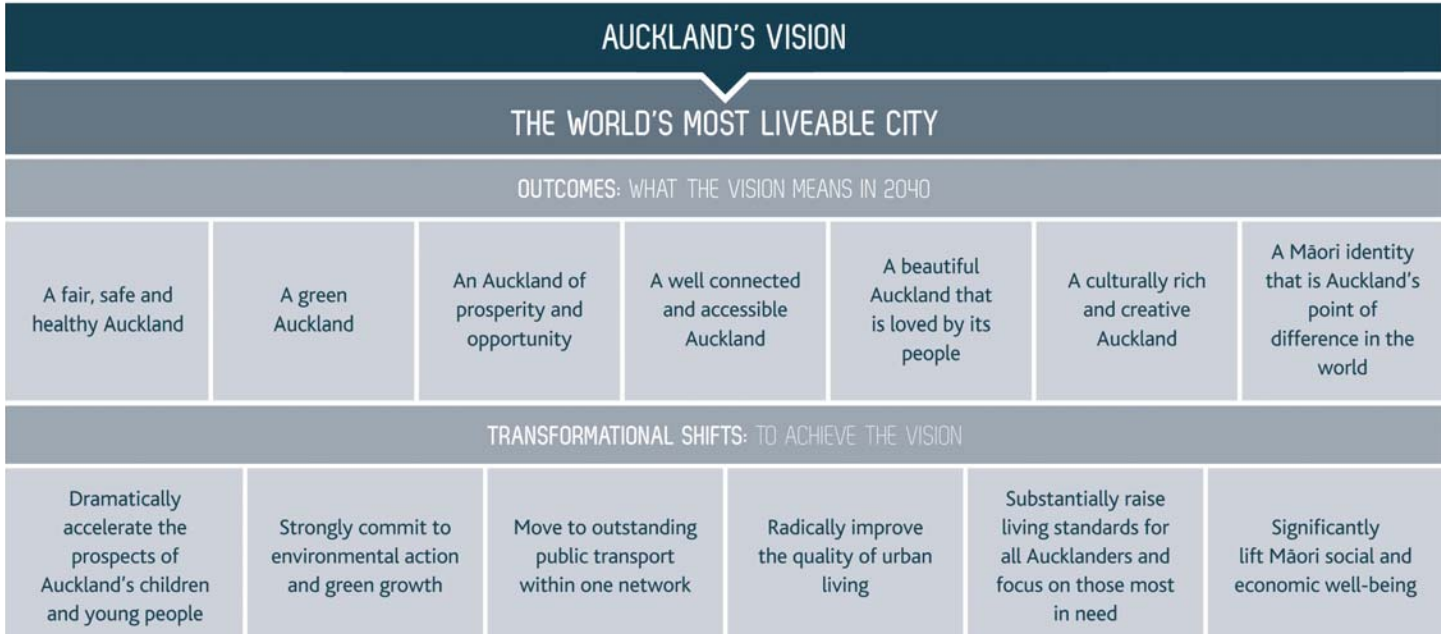 AUCKLAND'S VISION
THE WORLD'S MOST LIVEABLE CITY
OUTCOMES: WHAT THE VISION MEANS IN 2040
A fair, safe and
healthy Auckland
A green
Auckland
An Auckland of
prosperity and
opportunity
A well connected
and accessible
Auckland
A beautiful
Auckland that
is loved by its
people
A culturally rich
and creative
Auckland
A Māori identity
that is Auckland's
point of
difference in the
world
TRANSFORMATIONAL SHIFTS: TO ACHIEVE THE VISION
Dramatically
accelerate the
prospects of
Auckland's children
and young people
Strongly commit to
environmental action
and green growth
Move to outstanding
public transport
within one network
Radically improve
the quality of urban
living
Substantially raise
living standards for
all Aucklanders and
focus on those most
in need
Significantly
lift Māori social and
economic well-being